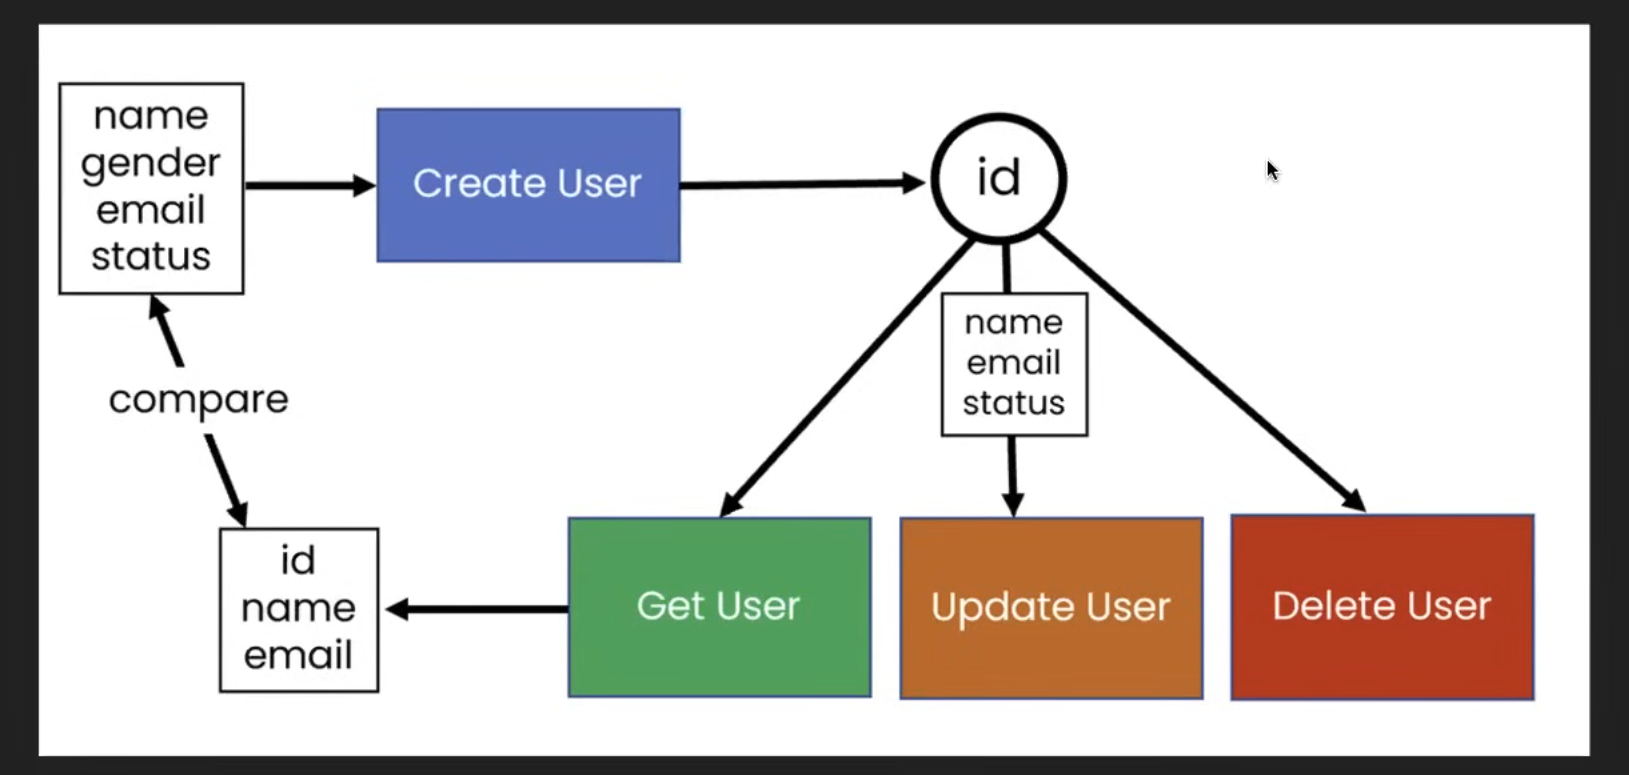 name
gender
email
status
Create User
id
name
email
status
compare
id
name
email
Get User
Update User
Delete User